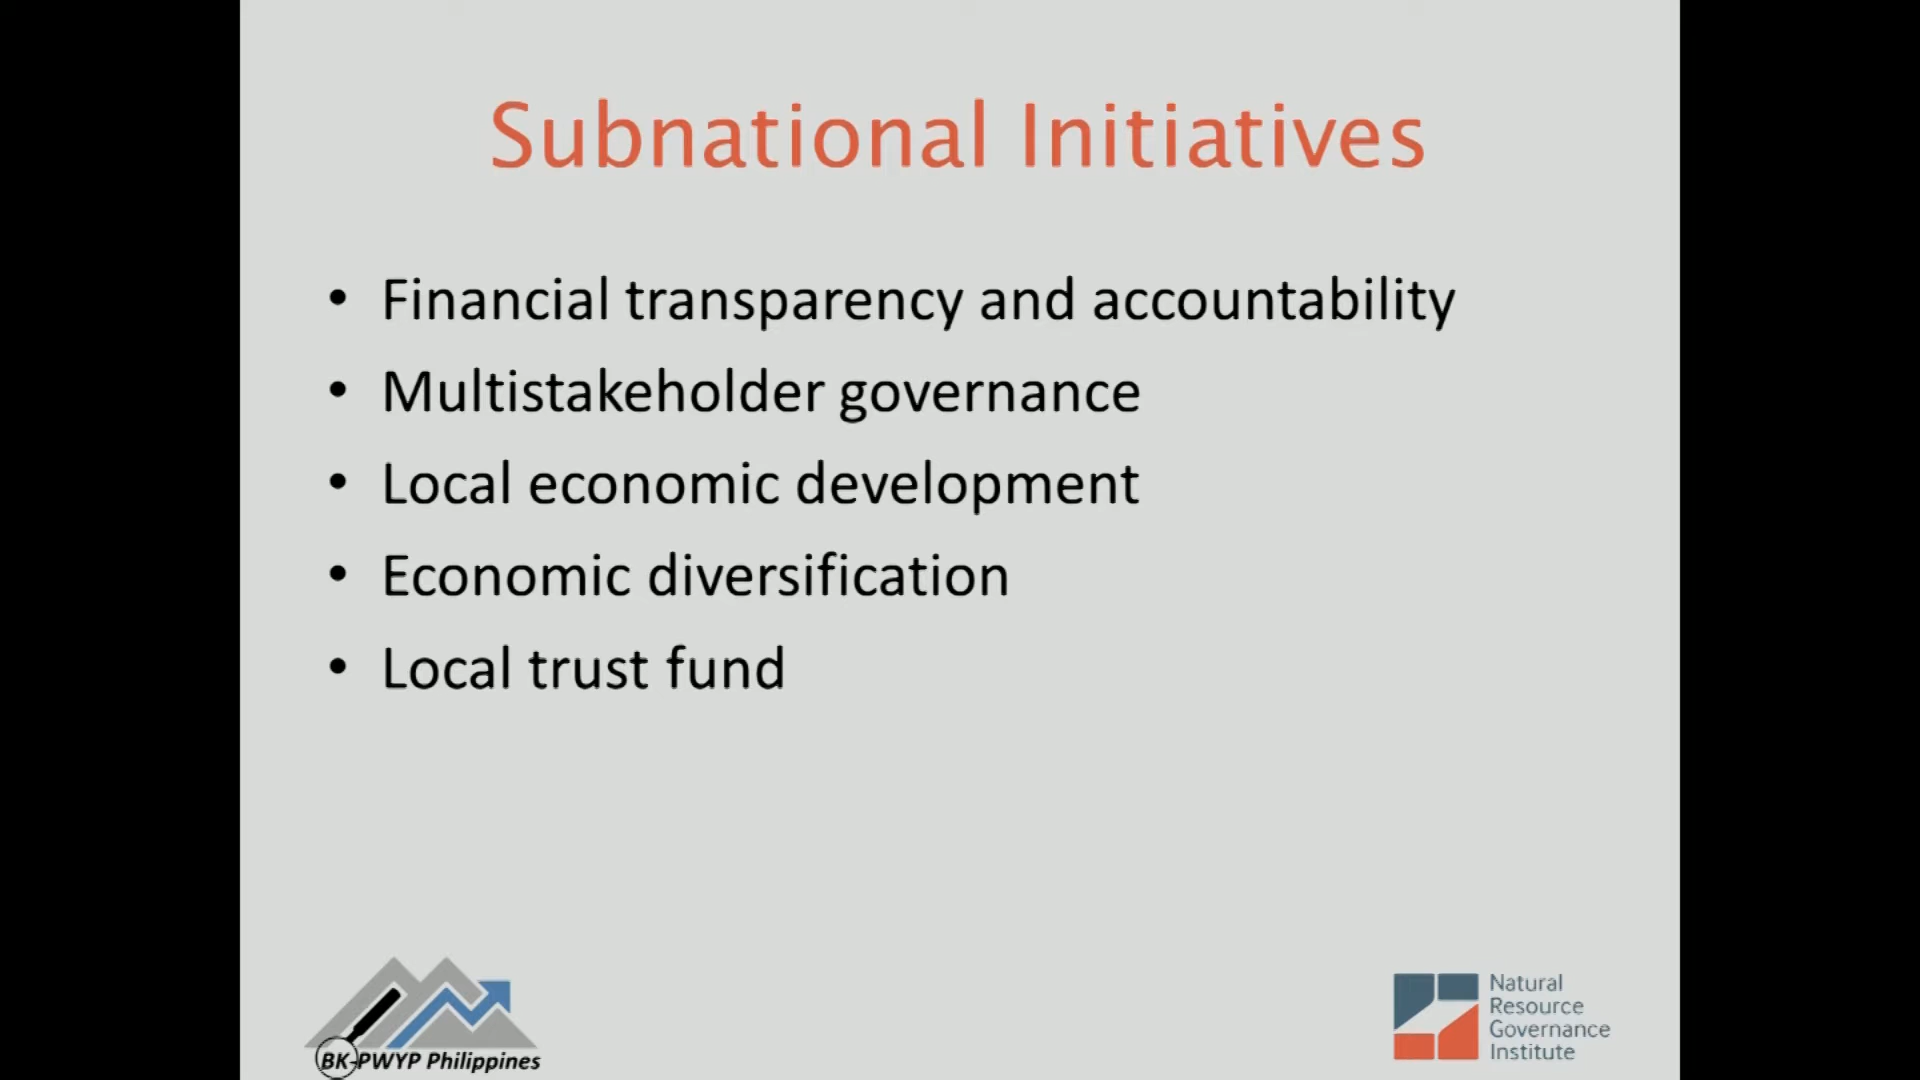 Subnational Initiatives
• Financial transparency and accountability
• Multistakeholder governance
• Local economic development
• Economic diversification
• Local trust fund
BK-PWYP Philippines
Natural
Resource
Governance
Institute